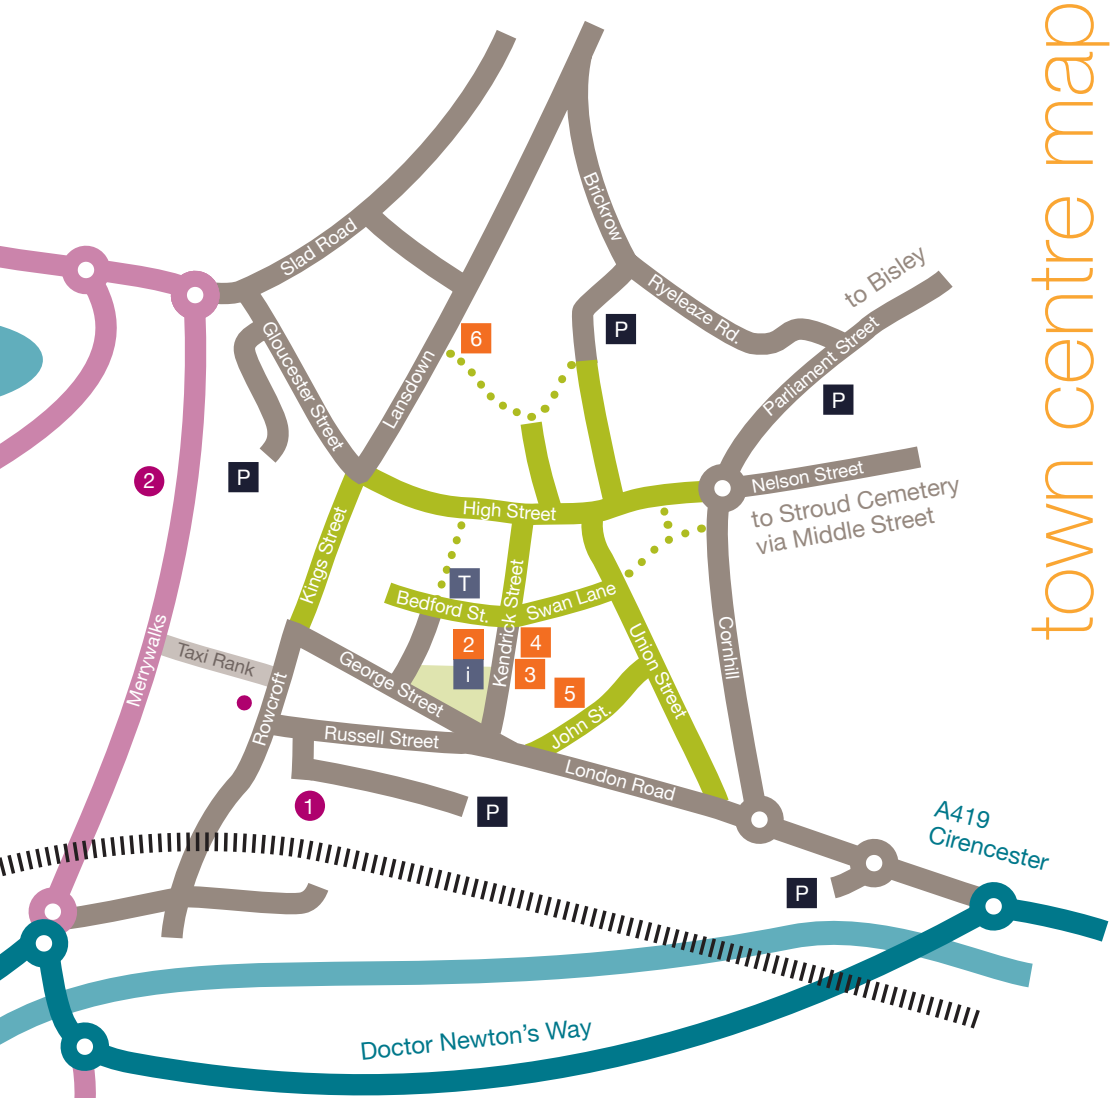 town centre map
Slad Road
Brickrow
Ryeleaze Rd.
to Bisley
Parliament Street
Gloucester Street
Lansdown
6
P
P
2
P
Nelson Street
to Stroud Cemetery
via Middle Street
High Street
Kings Street
T
Bedford St.
Swan Lane
Kendrick Street
Union Street
Cornhill
Merrywalks
Taxi Rank
Rowcroft
George Street
2
i
4
3
5
John St.
Russell Street
London Road
1
P
P
A419
Cirencester
Doctor Newton's Way